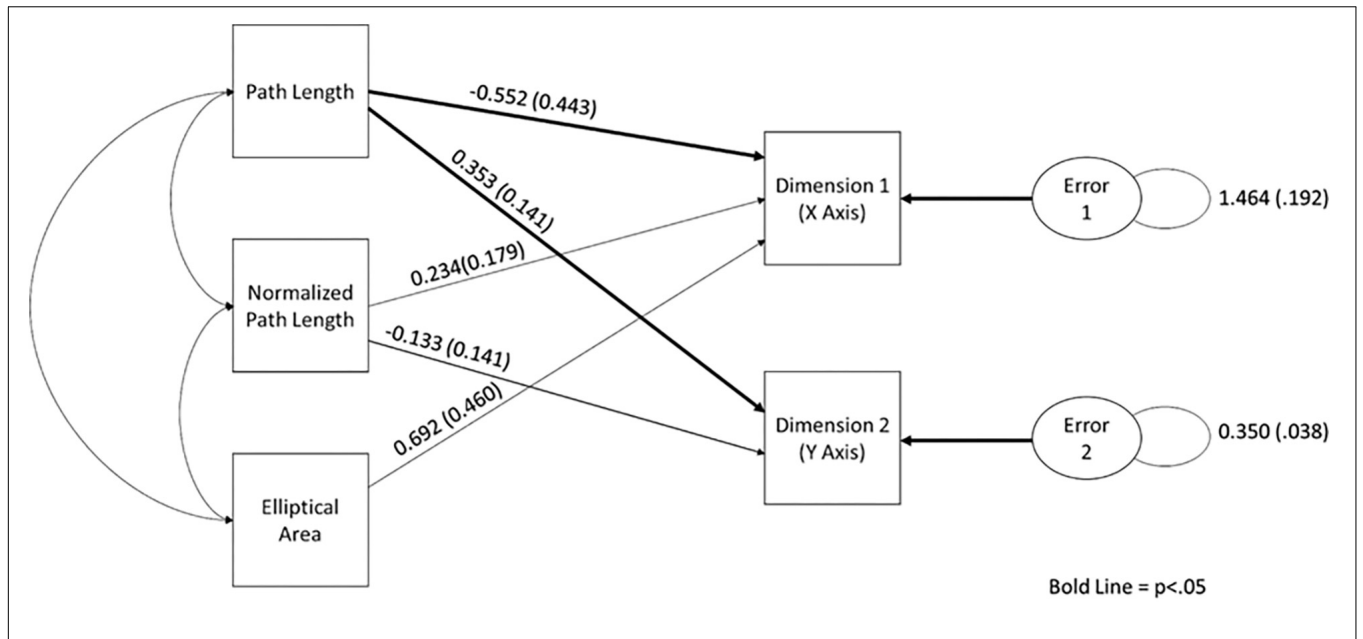 Path Length
-0.552 (0.443)
0.353 (0.141)
Dimension 1
(X Axis)
Error
1
1.464 (.192)
Normalized
Path Length
0.234(0.179)
-0.133 (0.141)
0.692 (0.460)
Dimension 2
(Y Axis)
Error
2
0.350 (.038)
Elliptical
Area
Bold Line = p<.05